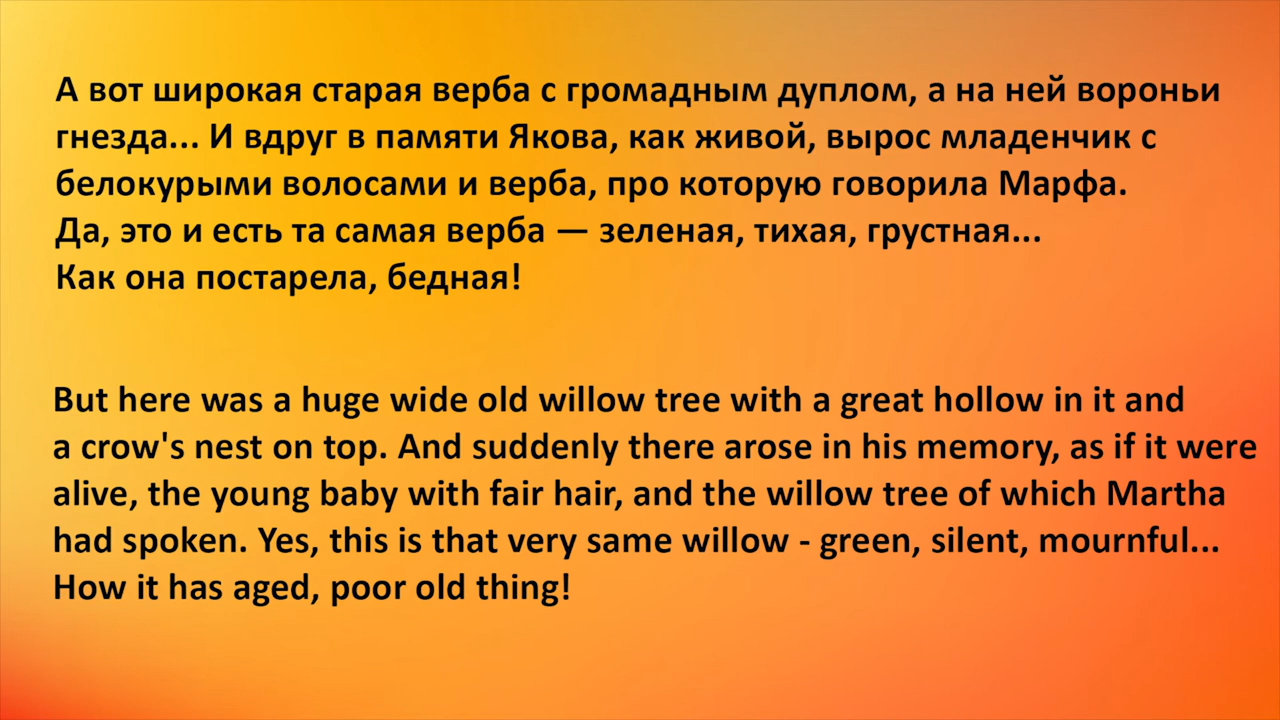 А вот широкая старая верба с громадным дуплом, а на ней вороньи
гнезда... И вдруг в памяти Якова, как живой, вырос младенчик с
белокурыми волосами и верба, про которую говорила Марфа.
Да, это и есть та самая верба — зеленая, тихая, грустная...
Как она постарела, бедная!
But here was a huge wide old willow tree with a great hollow in it and
a crow's nest on top. And suddenly there arose in his memory, as if it were
alive, the young baby with fair hair, and the willow tree of which Martha
had spoken. Yes, this is that very same willow - green, silent, mournful...
How it has aged, poor old thing!